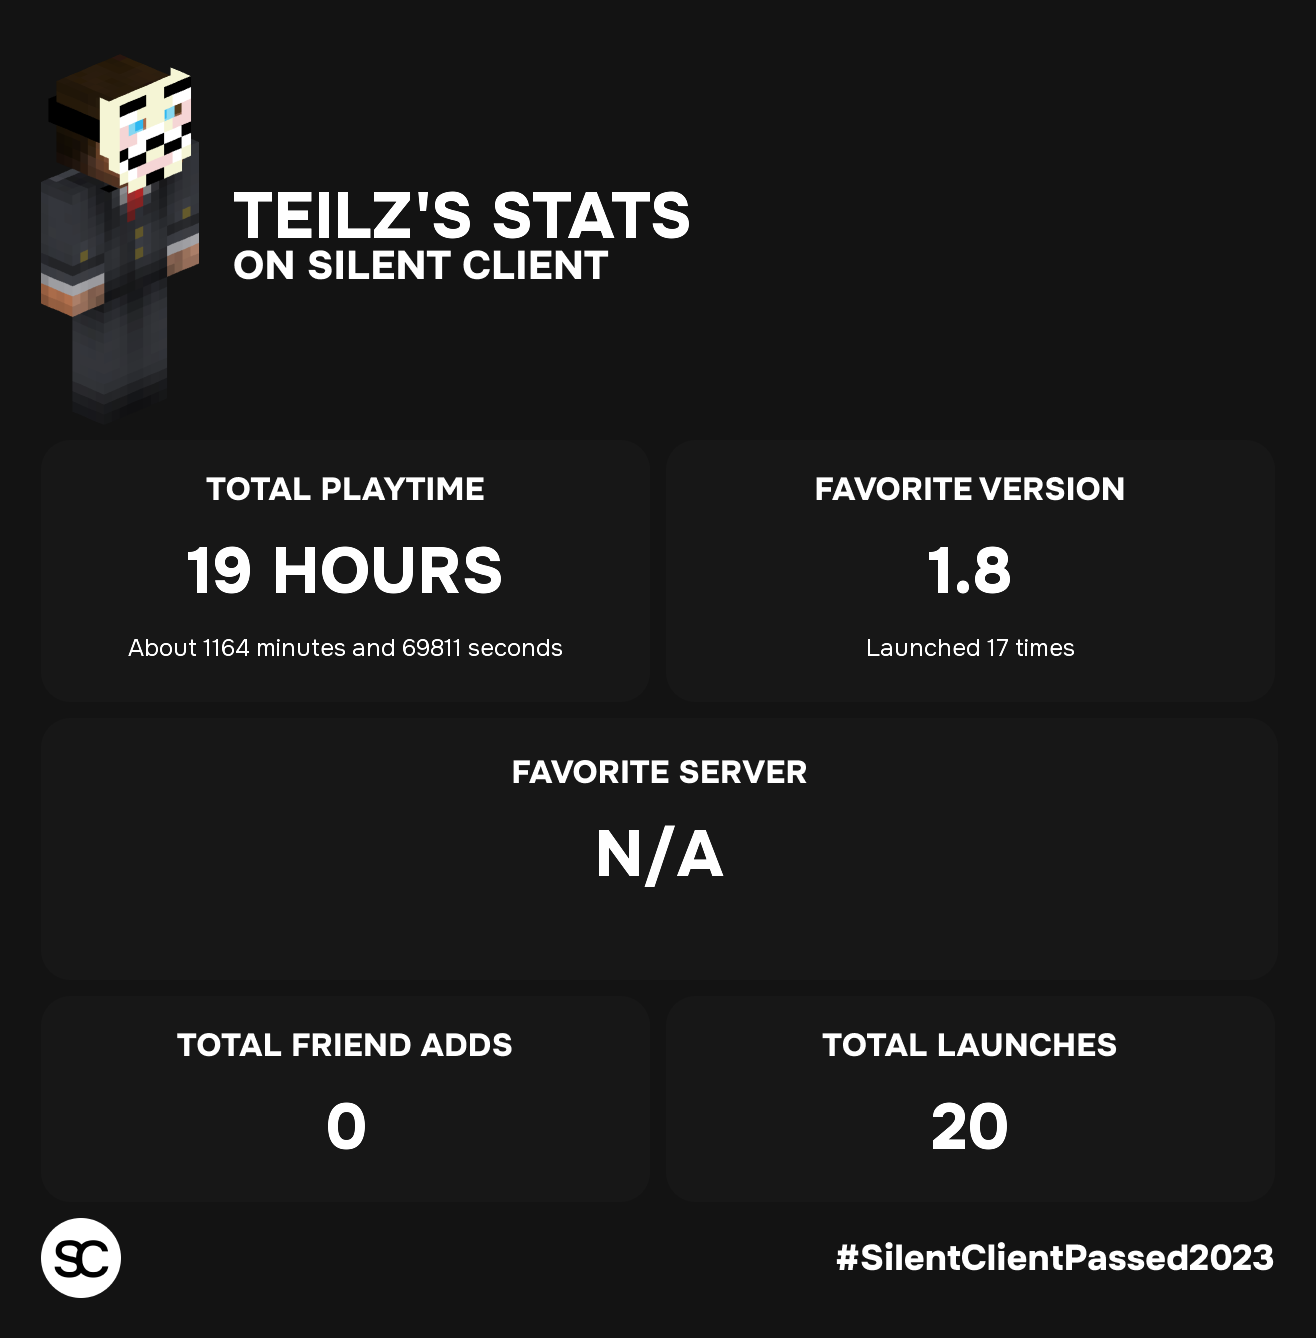 TEILZ'S STATS
ON SILENT CLIENT
TOTAL PLAYTIME
19 HOURS
About 1164 minutes and 69811 seconds
FAVORITE VERSION
1.8
Launched 17 times
FAVORITE SERVER
N/A
TOTAL FRIEND ADDS
0
TOTAL LAUNCHES
20
SC
#SilentClientPassed2023